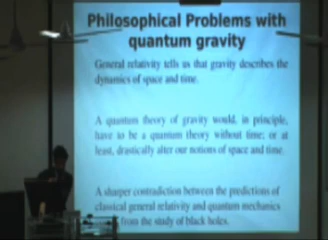 Philosophical Problems with
quantum gravity
General relativity tells us that gravity describes the
dynamics of space and time.
A quantum theory of gravity would, in principle,
have to be a quantum theory without time; or at
least, drastically alter our notions of space and time.
A sharper contradiction between the predictions of
classical general relativity and quantum mechanics
from the study of black holes.